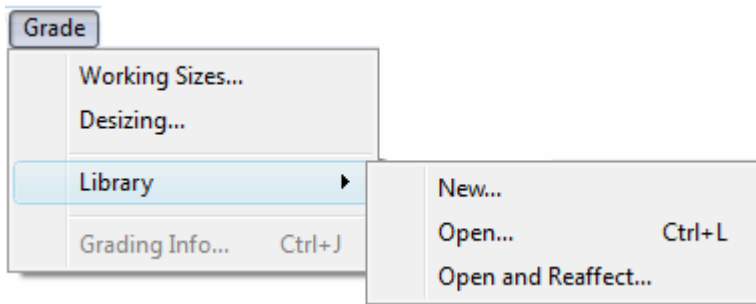 Grade
Working Sizes...
Desizing...
Library
New...
Open... Ctrl+L
Open and Reaffect...
Grading Info... Ctrl+J